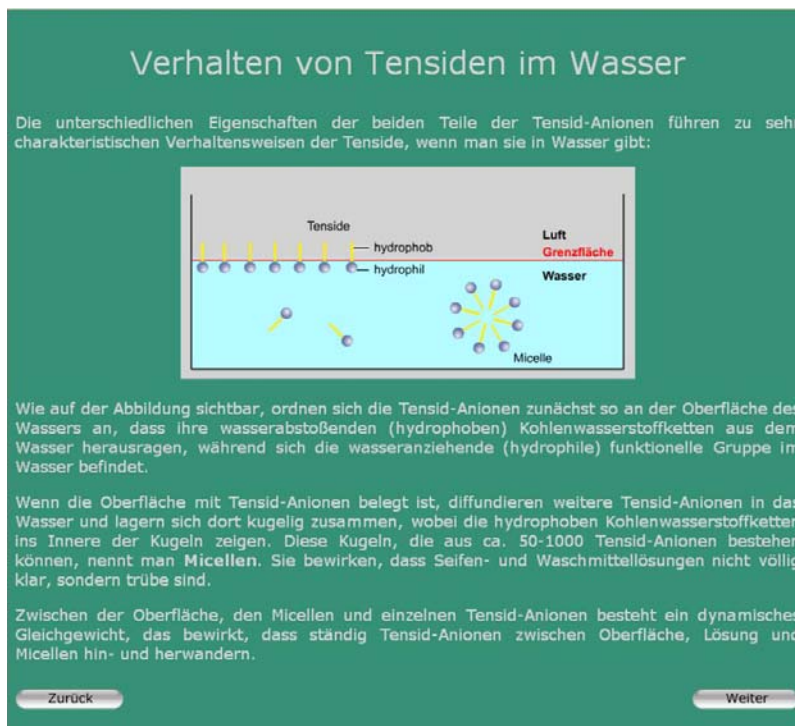 Verhalten von Tensiden im Wasser
Die unterschiedlichen Eigenschaften der beiden Teile der Tensid-Anionen führen zu sehr
charakteristischen Verhaltensweisen der Tenside, wenn man sie in Wasser gibt:
Tenside
hydrophob
hydrophil
Luft
Grenzfläche
Wasser
Micelle
Wie auf der Abbildung sichtbar, ordnen sich die Tensid-Anionen zunächst so an der Oberfläche des
Wassers an, dass ihre wasserabstoßenden (hydrophoben) Kohlenwasserstoffketten aus dem
Wasser herausragen, während sich die wasseranziehende (hydrophile) funktionelle Gruppe im
Wasser befindet.
Wenn die Oberfläche mit Tensid-Anionen belegt ist, diffundieren weitere Tensid-Anionen in das
Wasser und lagern sich dort kugelig zusammen, wobei die hydrophoben Kohlenwasserstoffketten
ins Innere der Kugeln zeigen. Diese Kugeln, die aus ca. 50-1000 Tensid-Anionen bestehen
können, nennt man Micellen. Sie bewirken, dass Seifen- und Waschmittellösungen nicht völlig
klar, sondern trübe sind.
Zwischen der Oberfläche, den Micellen und einzelnen Tensid-Anionen besteht ein dynamisches
Gleichgewicht, das bewirkt, dass ständig Tensid-Anionen zwischen Oberfläche, Lösung und
Micellen hin- und herwandern.
Zurück
Weiter